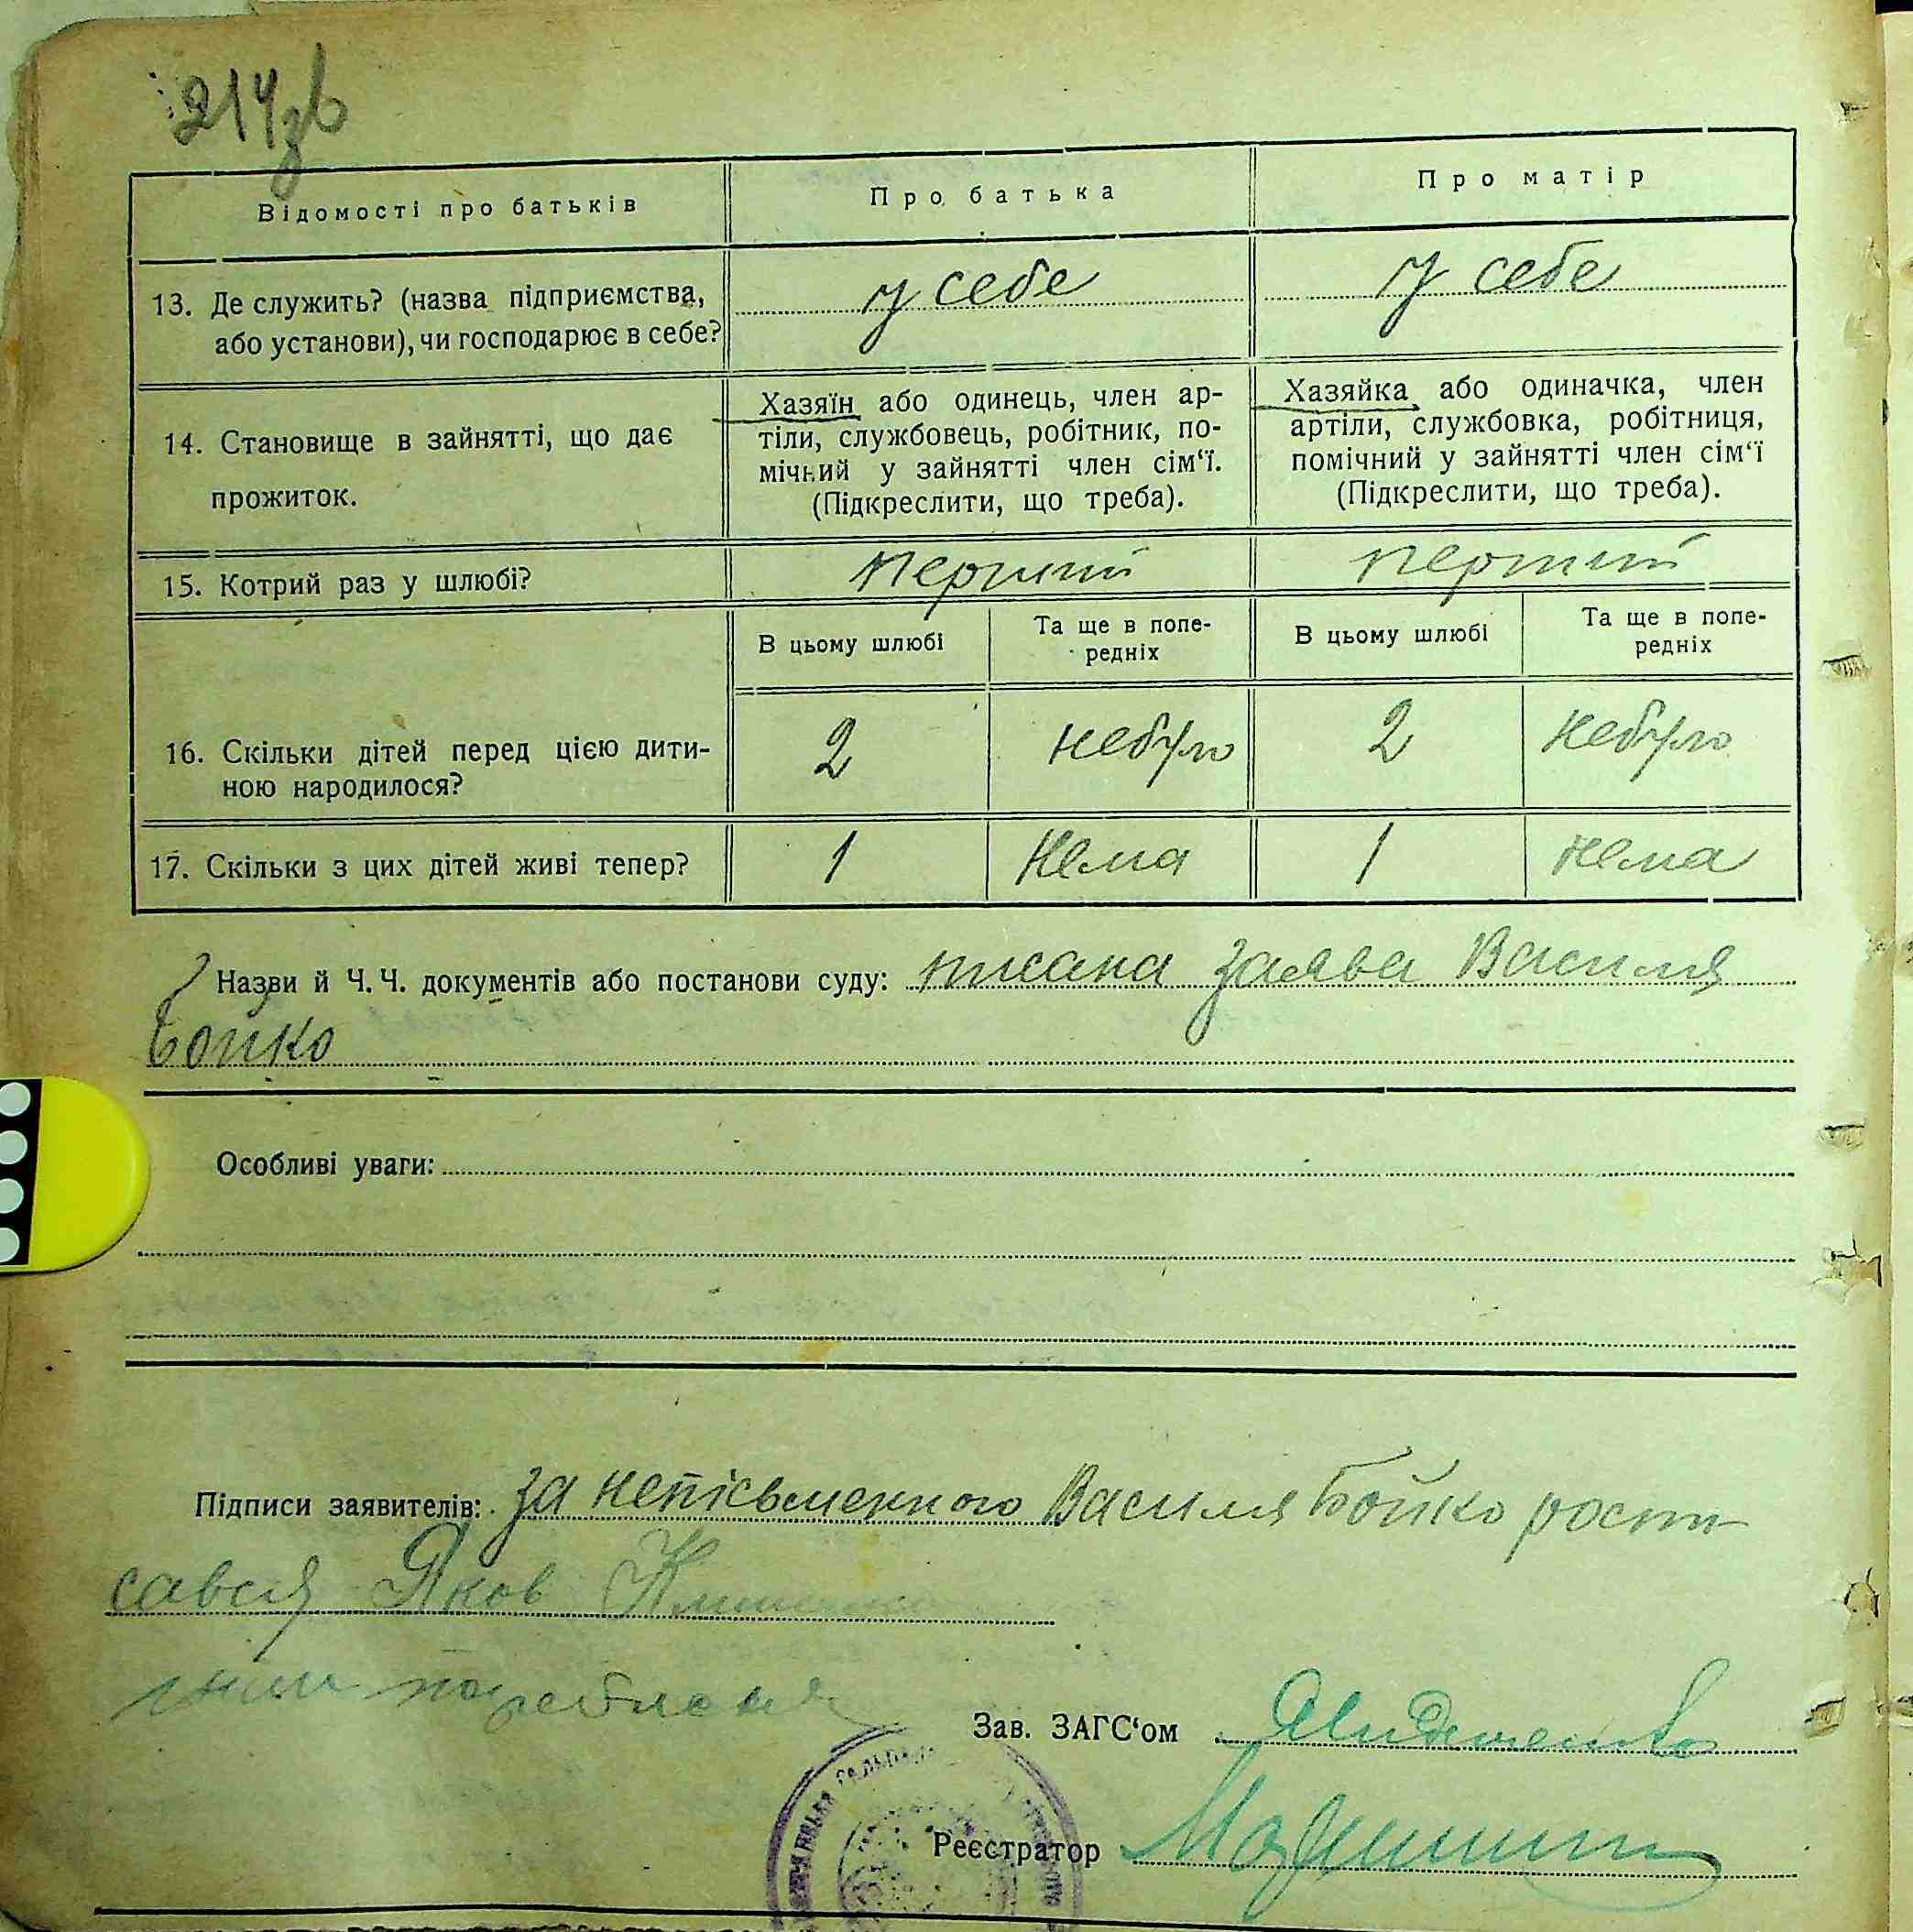 214зв
Відомості про батьків
Про батька
Про матір
13. Де служить? (назва підприємства,
або установи), чи господарює в себе?
у себе
у себе
14. Становище в зайнятті, що дає
прожиток.
Хазяїн або одинець, член ар-
тіли, службовець, робітник, по-
мічний у зайнятті член сім‘ї.
(Підкреслити, що треба).
Хазяйка або одиначка, член
артіли, службовка, робітниця,
помічний у зайнятті член сім‘ї
(Підкреслити, що треба).
15. Котрий раз у шлюбі?
перший
перший
В цьому шлюбі
Та ще в попе-
редніх
В цьому шлюбі
Та ще в попе-
редніх
16. Скільки дітей перед цією дити-
ною народилося?
2
небуло
2
небуло
17. Скільки з цих дітей живі тепер?
1
нема
1
нема
Назви й Ч. Ч. документів або постанови суду: писана заява Василя
Бойко
Особливі уваги:
Підписи заявителів: за непісьменного Василя Бойко роспи-
сався Яков
Зав. ЗАГС‘ом
Реєстратор